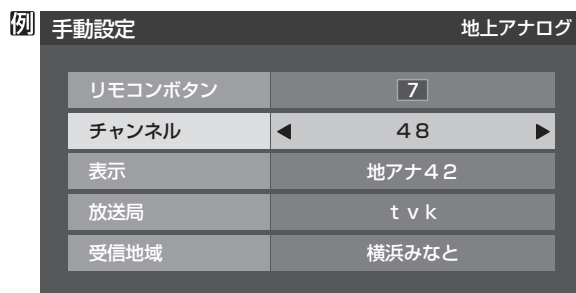 例
手動設定 地上アナログ
リモコンボタン 7
チャンネル ◀ 48 ▶
表示 地アナ42
放送局 tvk
受信地域 横浜みなと